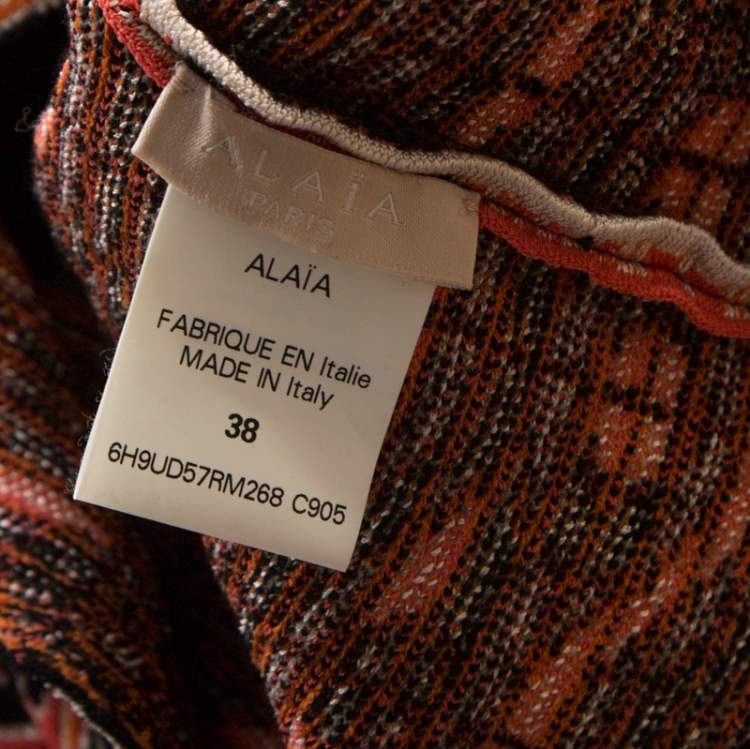 ALAÏA
PARIS
ALAÏA
FABRIQUE EN Italie
MADE IN Italy
38
6H9UD57RM268 C905